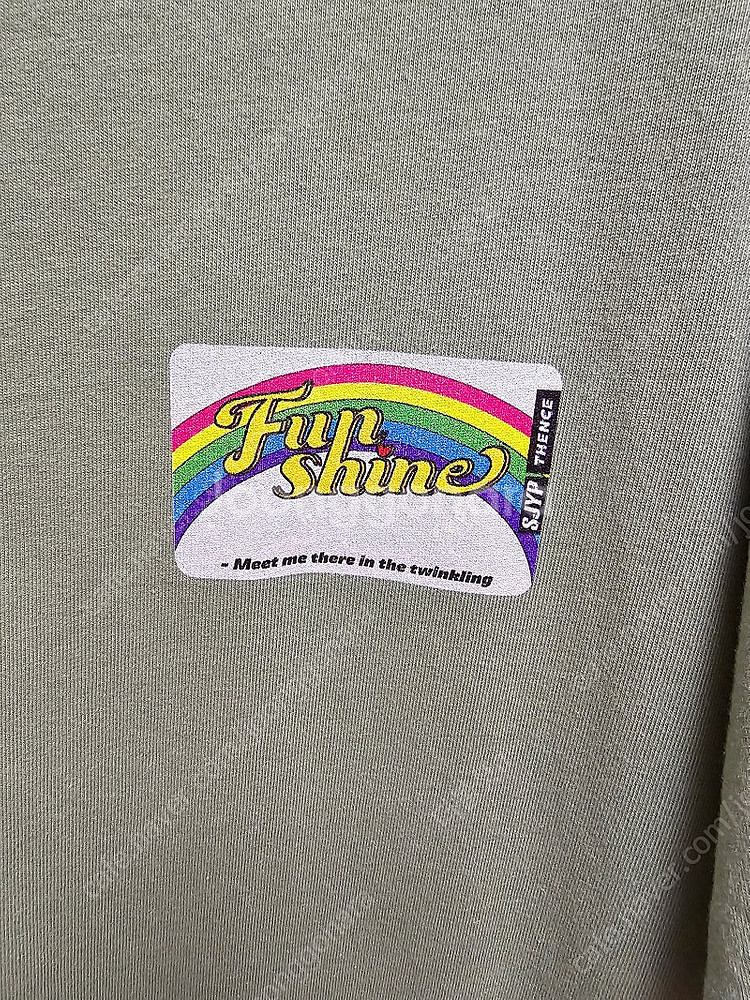 Fun
shine
- Meet me there in the twinkling
SJYP THENCE